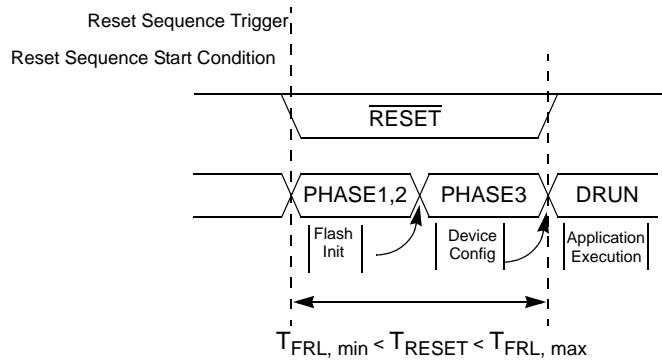 Reset Sequence Trigger
Reset Sequence Start Condition
RESET
PHASE1,2 PHASE3 DRUN
Flash Init
Device Config
Application Execution
TFRL, min < TRESET < TFRL, max